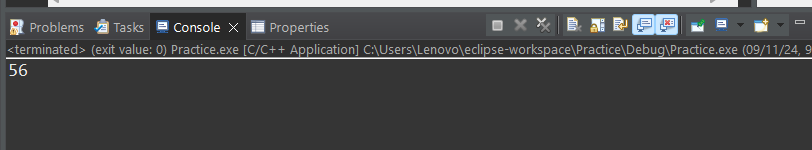 Problems Tasks Console Properties
<terminated> (exit value: 0) Practice.exe [C/C++ Application] C:\Users\Lenovo\eclipse-workspace\Practice\Debug\Practice.exe (09/11/24, 9
56